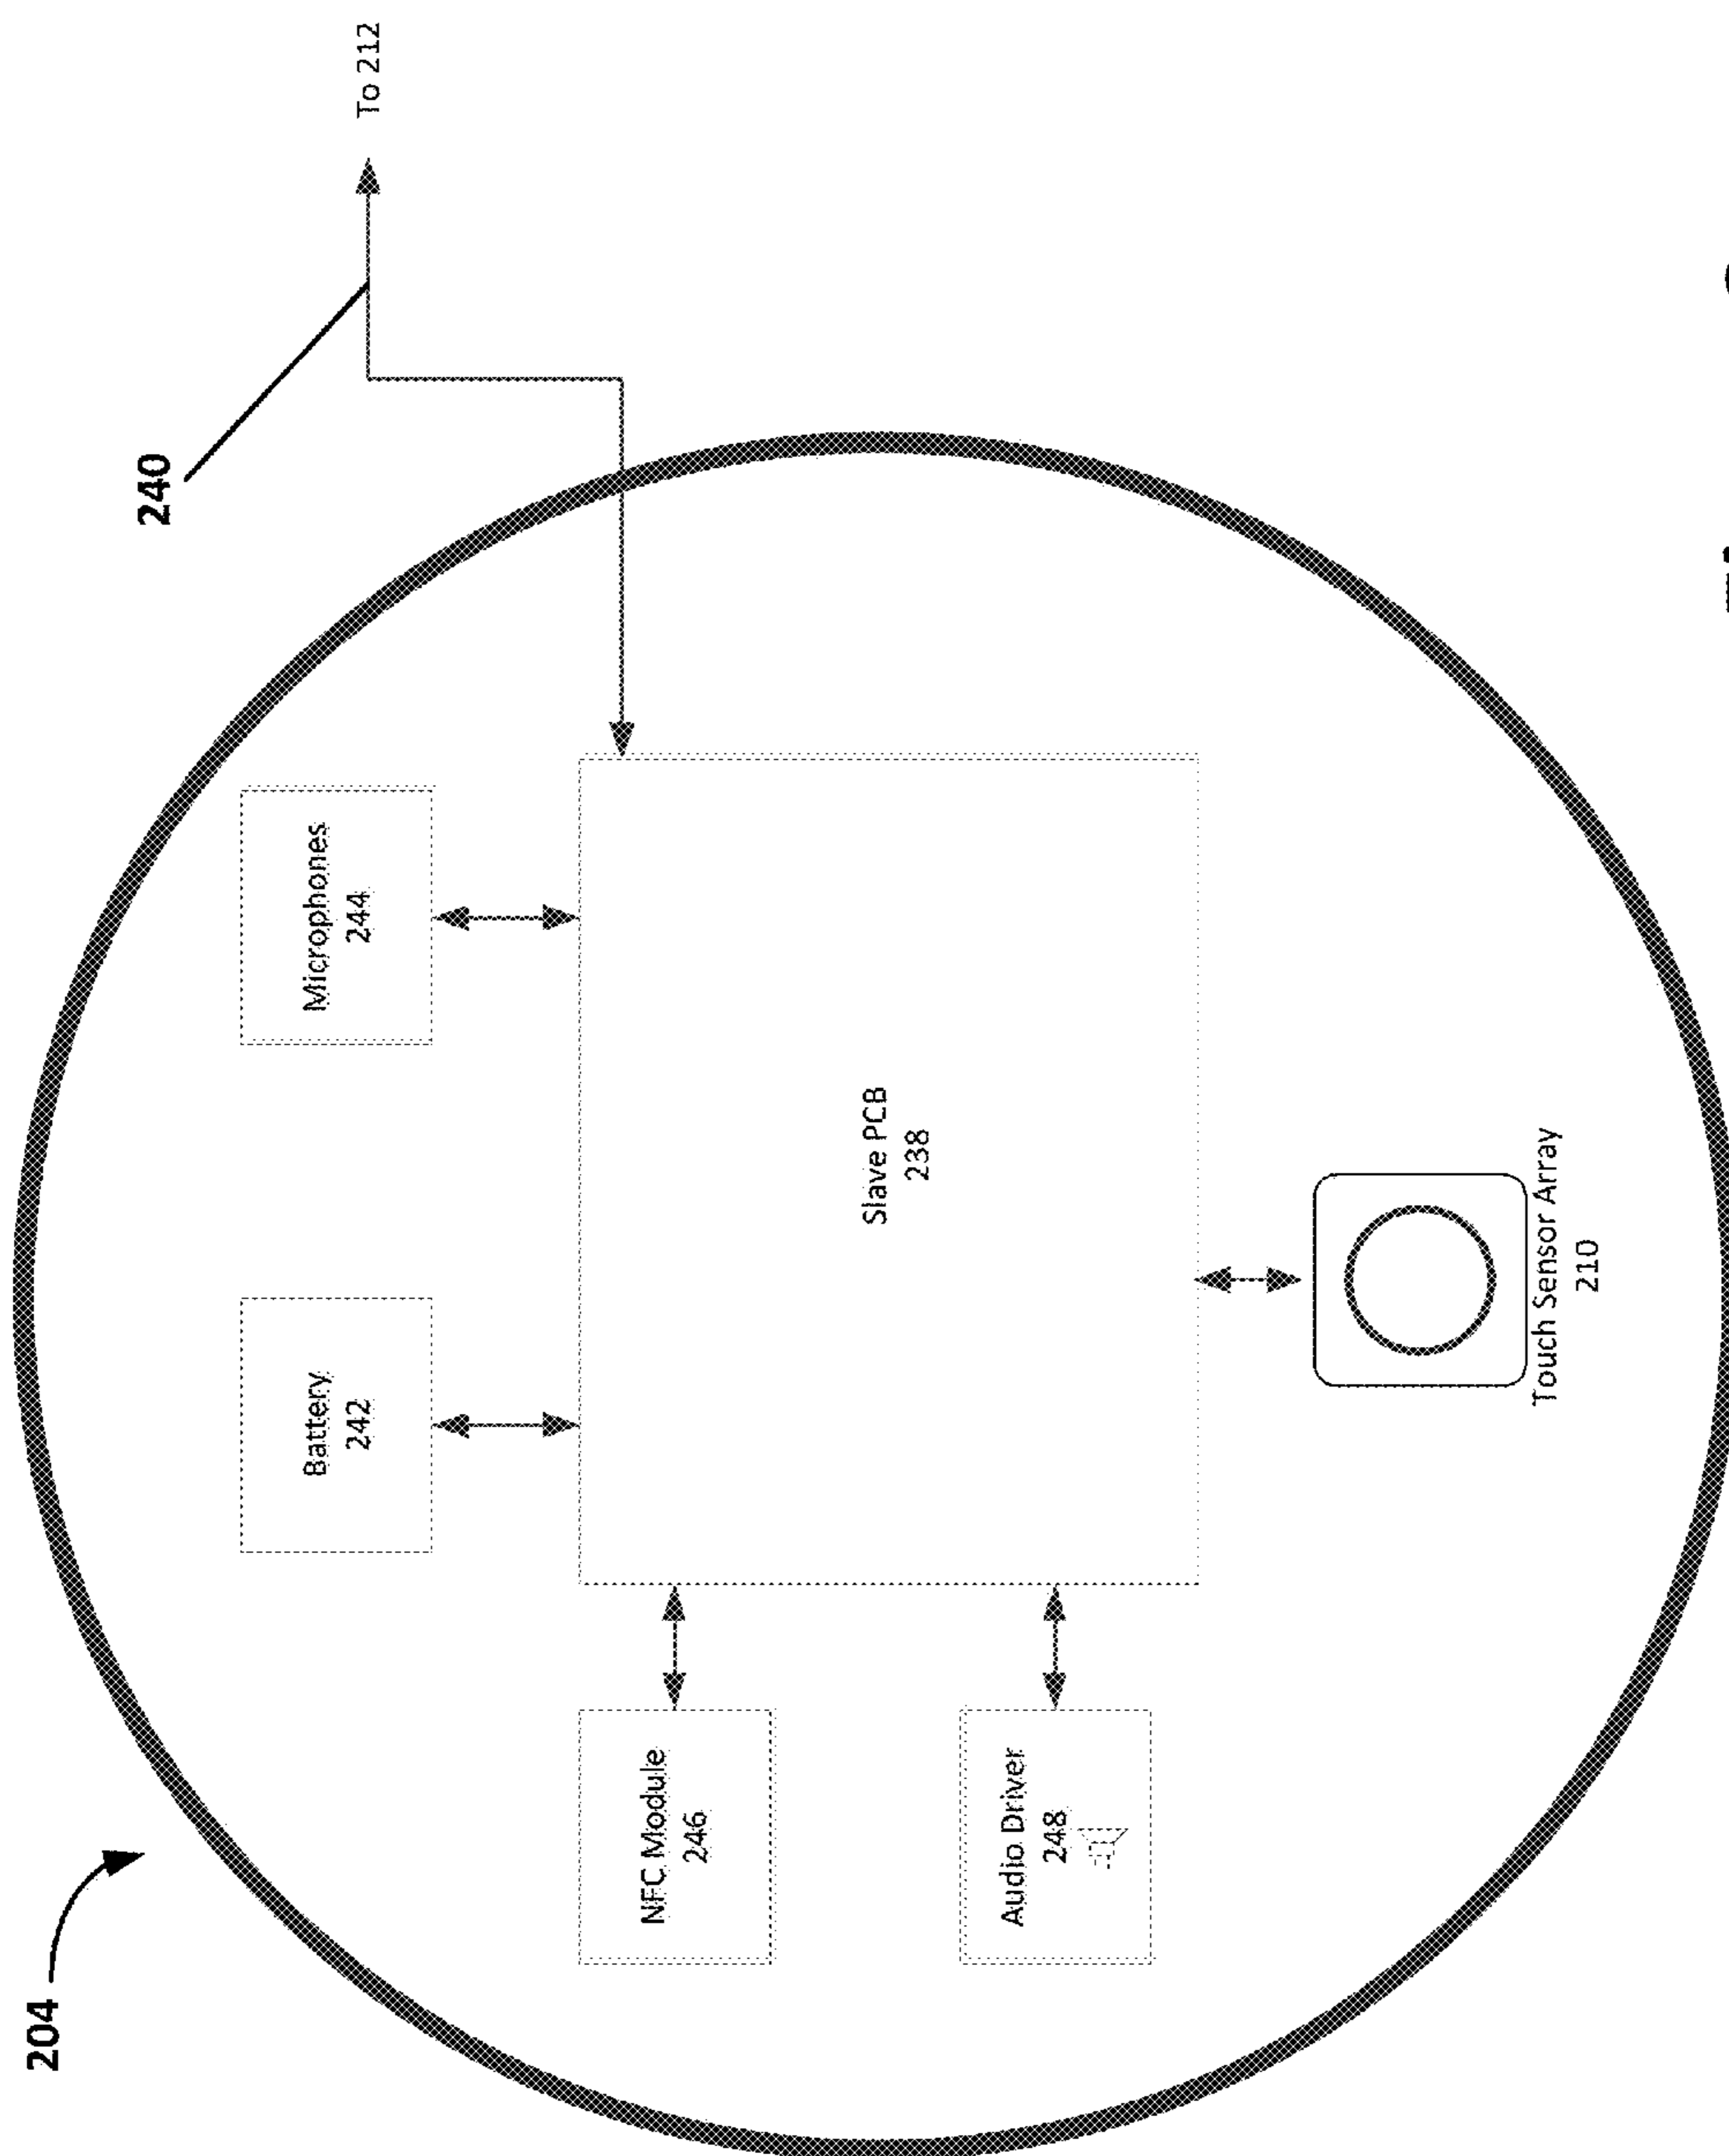 204
240
To 212
Battery
242
Microphones
244
NFC Module
246
Slave PCB
238
Audio Driver
248
Touch Sensor Array
210